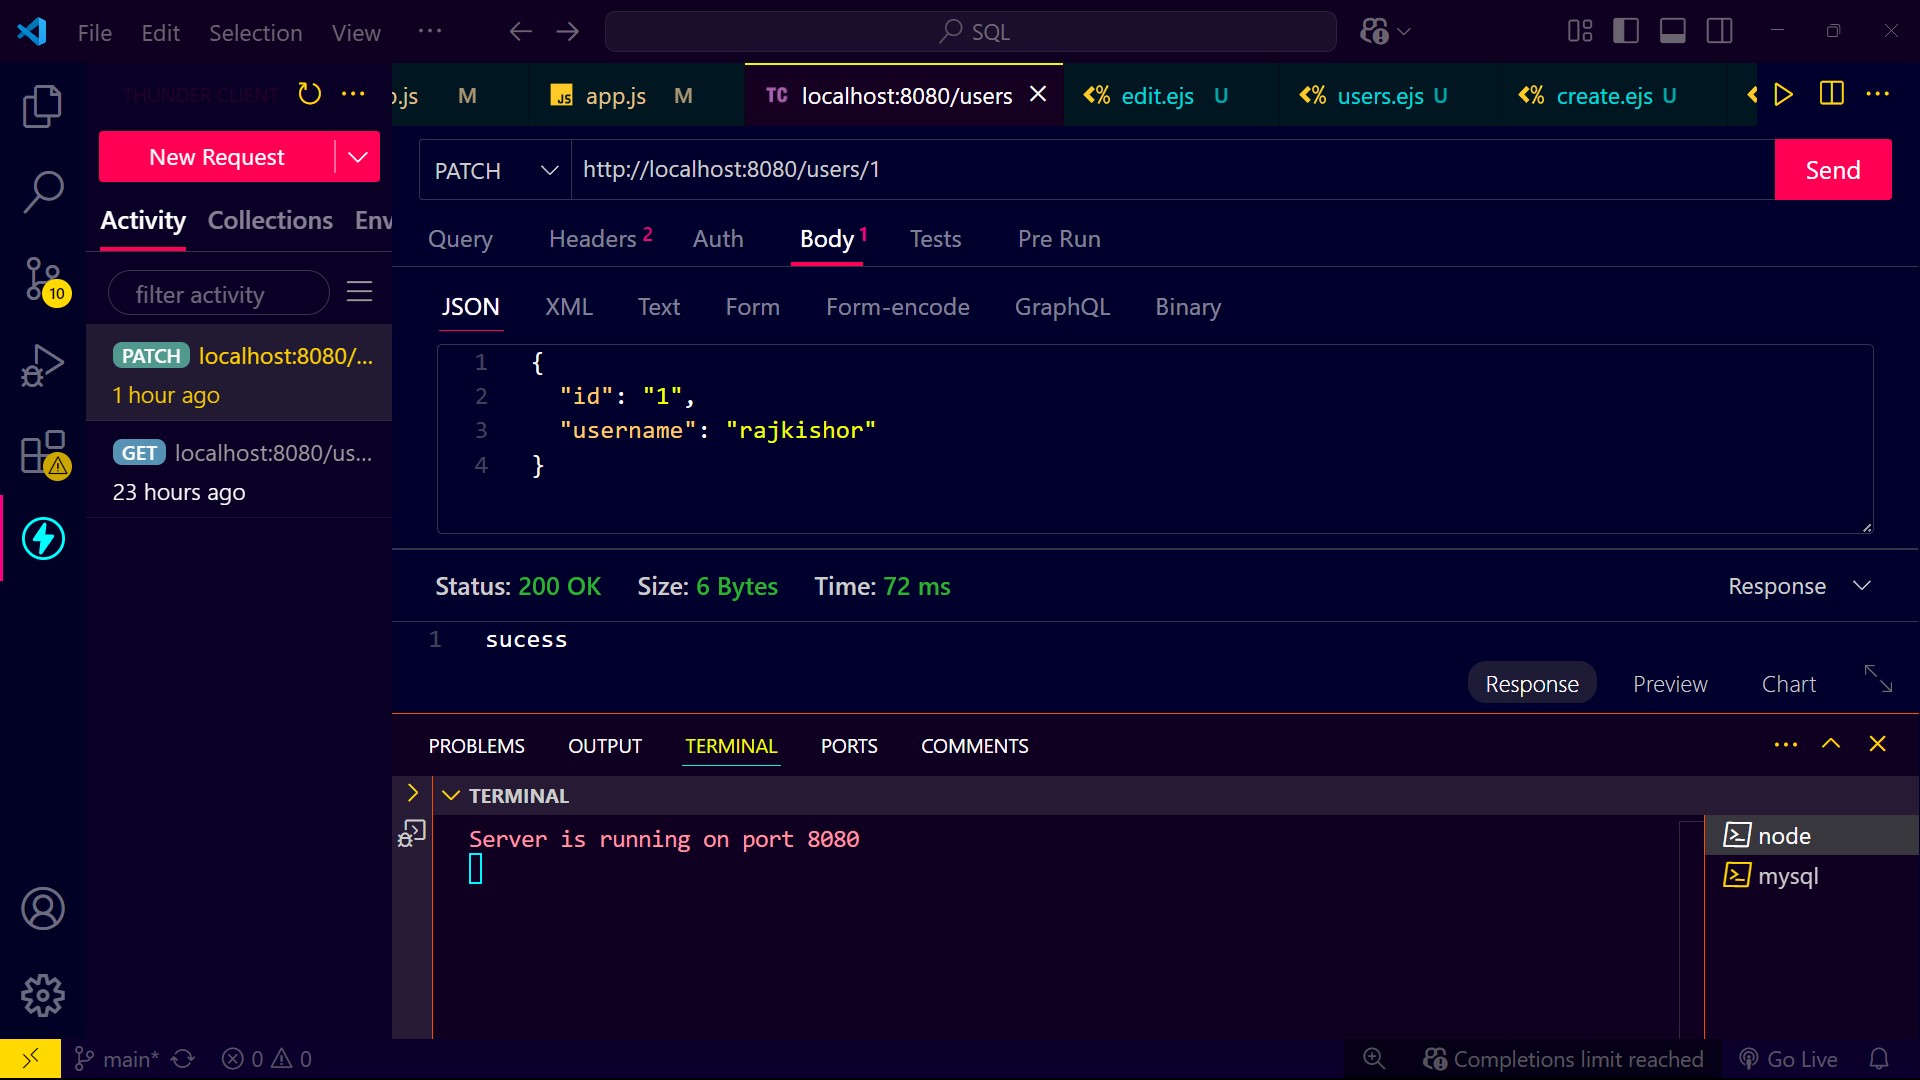 File Edit Selection View ··· SQL
THUNDER CLIENT ···
.js M app.js M TC localhost:8080/users edit.ejs U users.ejs U create.ejs U
New Request
PATCH http://localhost:8080/users/1 Send
Activity Collections Env
Query Headers 2 Auth Body 1 Tests Pre Run
filter activity
JSON XML Text Form Form-encode GraphQL Binary
PATCH localhost:8080/...
1 hour ago
GET localhost:8080/us...
23 hours ago
10
1 {
2 "id": "1",
3 "username": "rajkishor"
4 }
Status: 200 OK Size: 6 Bytes Time: 72 ms Response
1 sucess
Response Preview Chart
PROBLEMS OUTPUT TERMINAL PORTS COMMENTS
TERMINAL
Server is running on port 8080
node
mysql
main* 0 0 Completions limit reached Go Live